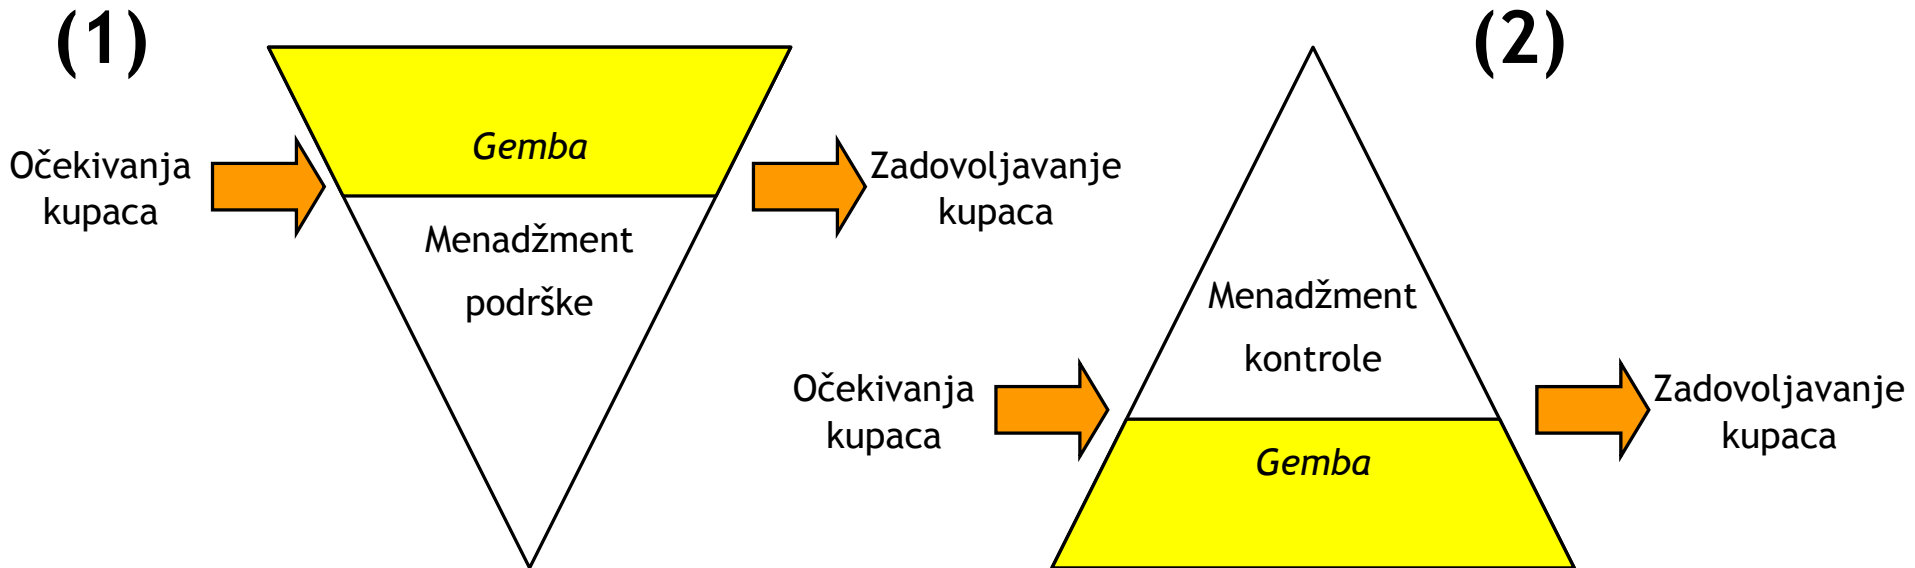 (1)
Očekivanja
kupaca
Gemba
Menadžment
podrške
Zadovoljavanje
kupaca
(2)
Očekivanja
kupaca
Menadžment
kontrole
Gemba
Zadovoljavanje
kupaca